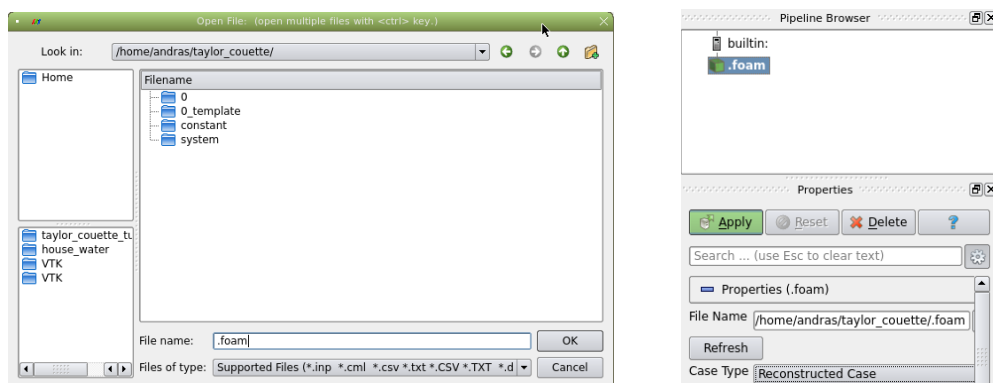 Open File: (open multiple files with <ctrl> key.)
Look in:
/home/andras/taylor_couette/
Home
Filename
0
0_template
constant
system
taylor_couette_tu
house_water
VTK
VTK
File name:
.foam
OK
Files of type:
Supported Files (*.inp *.cml *.csv *.txt *.CSV *.TXT *.d
Cancel
Pipeline Browser
builtin:
.foam
Properties
Apply
Reset
Delete
?
Search ... (use Esc to clear text)
Properties (.foam)
File Name
/home/andras/taylor_couette/.foam
Refresh
Case Type
Reconstructed Case